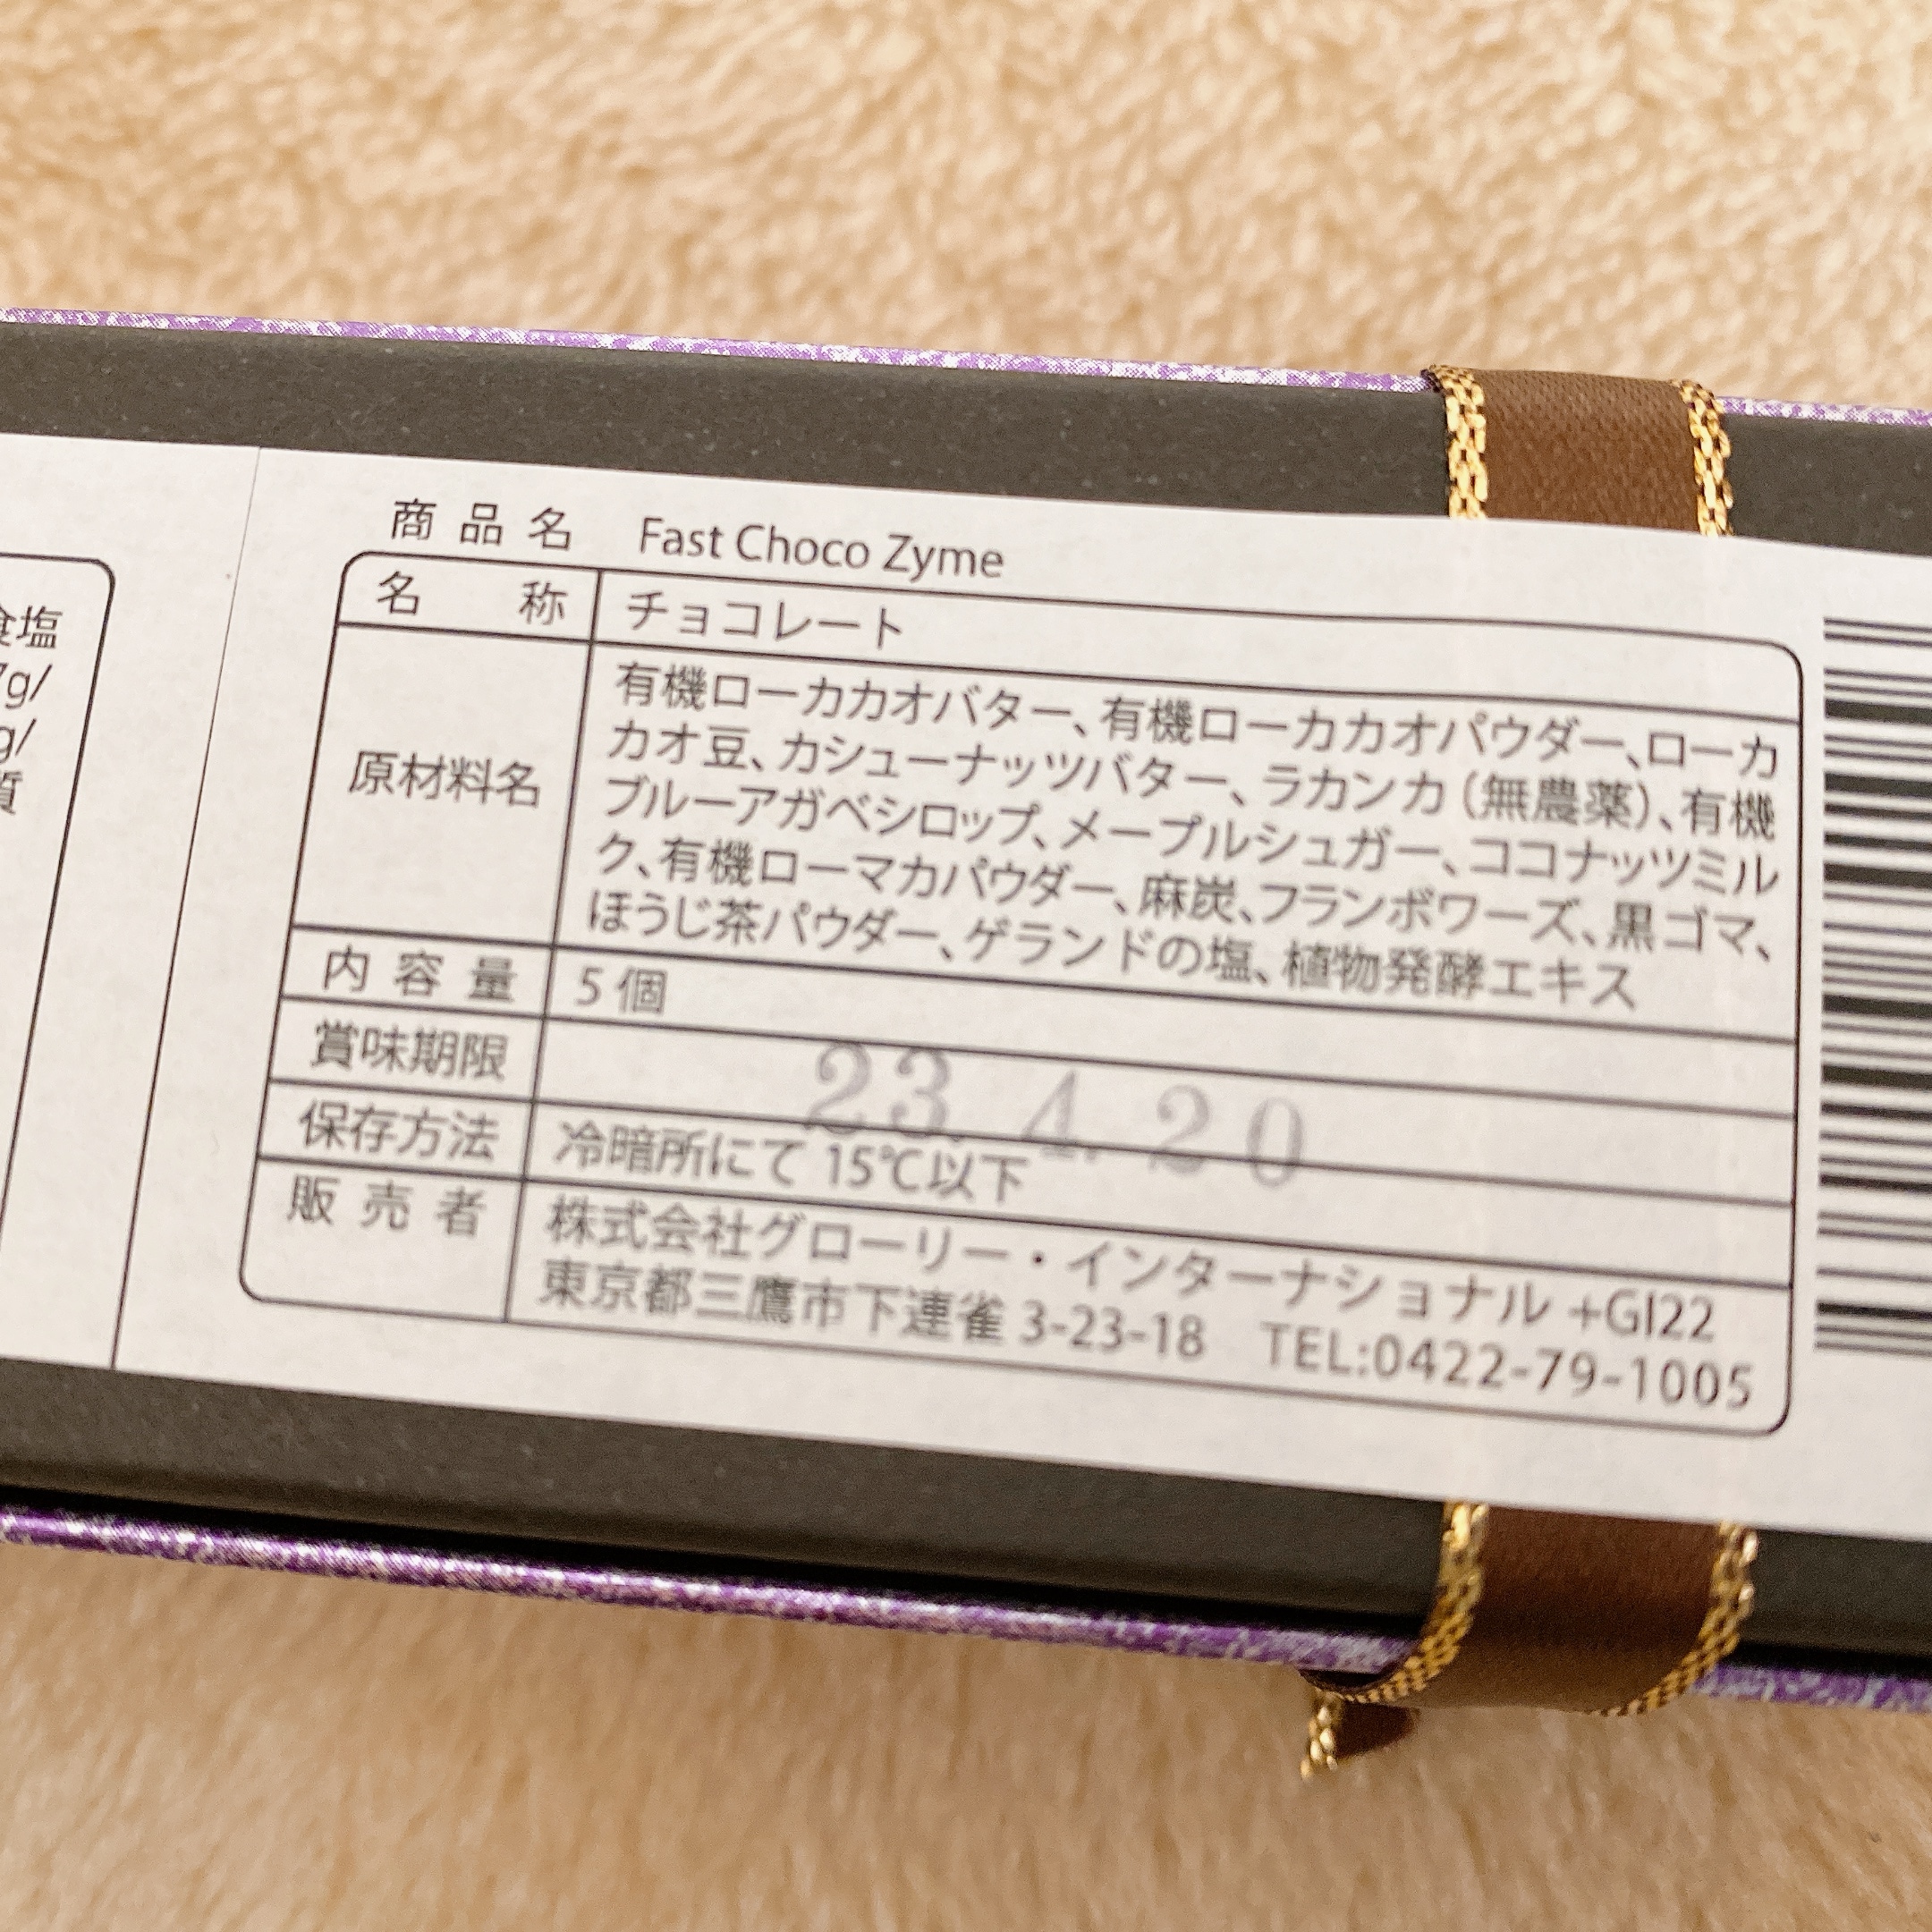 食塩
7g/
g/
質
商品名 Fast Choco Zyme
名称 チョコレート
原材料名
有機ローカカオバター、有機ローカカオパウダー、ローカ
カオ豆、カシューナッツバター、ラカンカ（無農薬）、有機
ブルーアガベシロップ、メープルシュガー、ココナッツミル
ク、有機ローマカパウダー、麻炭、フランボワーズ、黒ゴマ、
ほうじ茶パウダー、ゲランドの塩、植物発酵エキス
内容量 5個
賞味期限 23. 4. 20
保存方法 冷暗所にて 15℃以下
販売者 株式会社グローリー・インターナショナル +GI22
東京都三鷹市下連雀 3-23-18 TEL:0422-79-1005